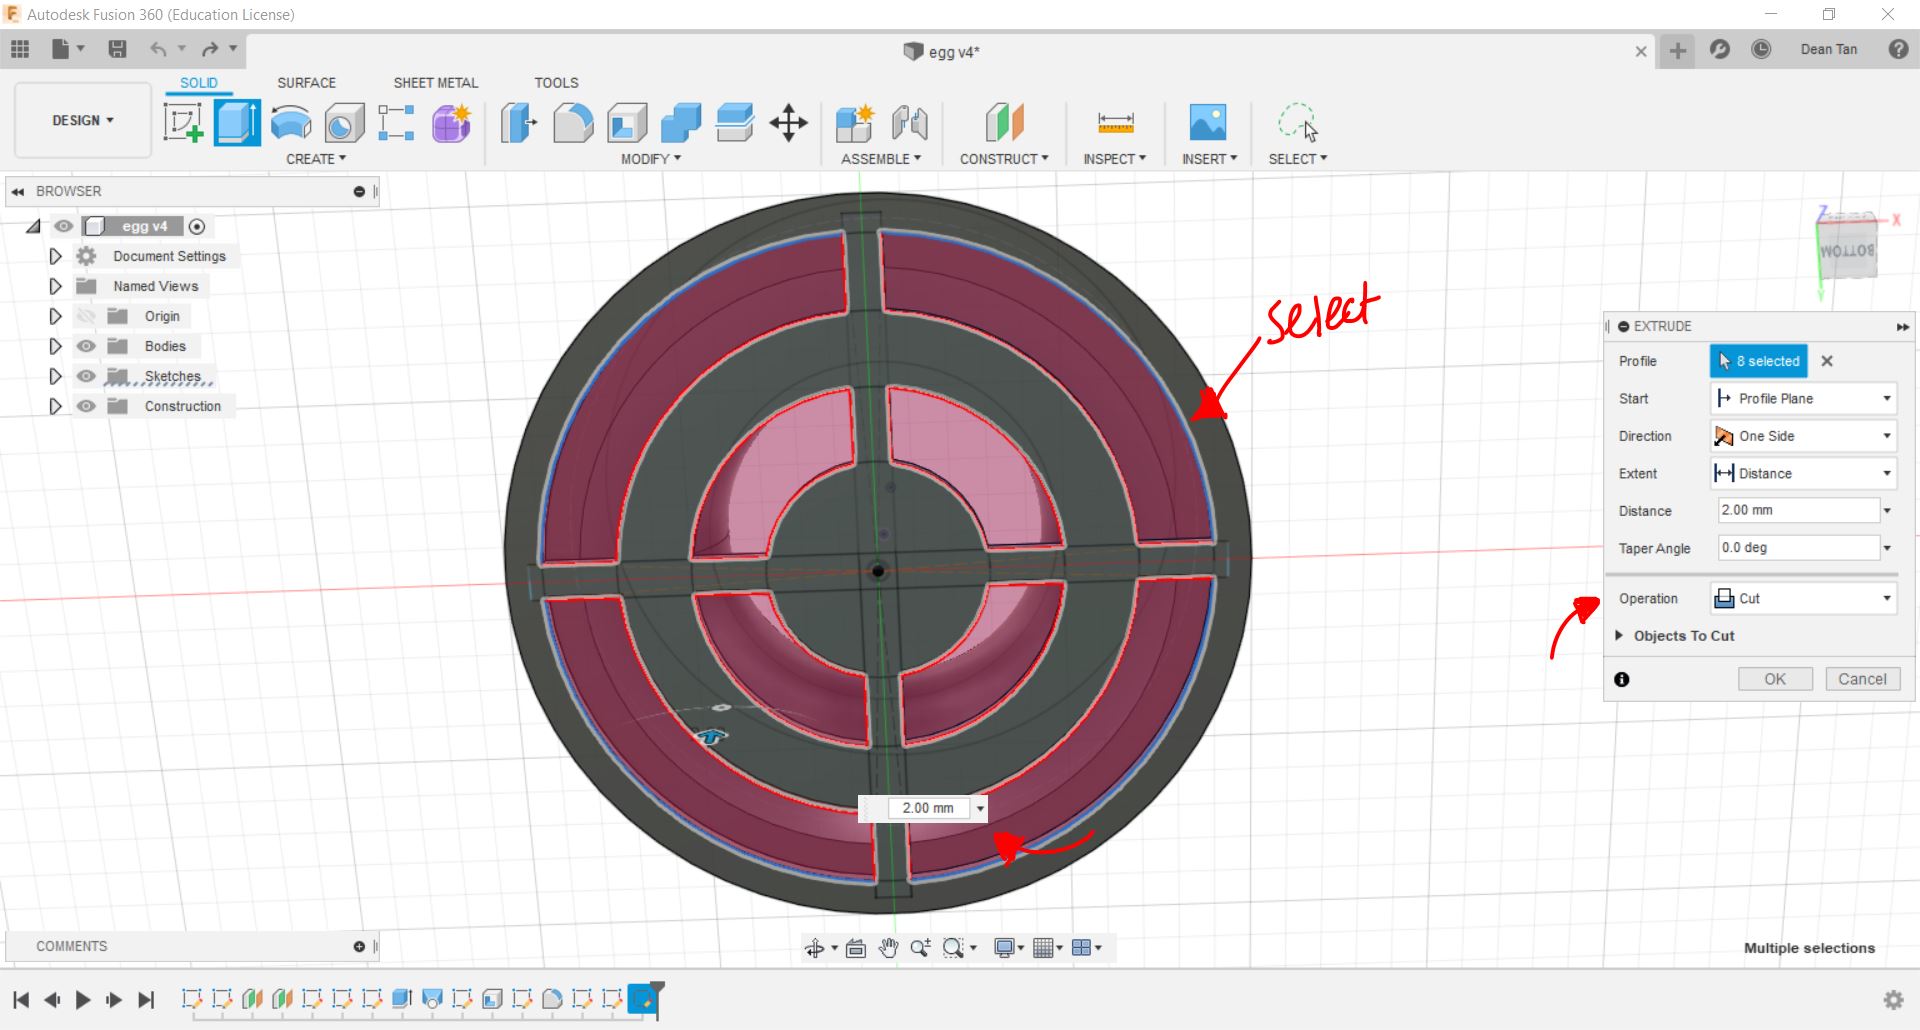 Autodesk Fusion 360 (Education License)
egg v4*
Dean Tan
SOLID SURFACE SHEET METAL TOOLS
DESIGN
CREATE MODIFY ASSEMBLE CONSTRUCT INSPECT INSERT SELECT
BROWSER
egg v4
Document Settings
Named Views
Origin
Bodies
Sketches
Construction
select
Z
X
BOTTOM
Y
EXTRUDE
Profile 8 selected
Start Profile Plane
Direction One Side
Extent Distance
Distance 2.00 mm
Taper Angle 0.0 deg
Operation Cut
Objects To Cut
OK Cancel
2.00 mm
COMMENTS
Multiple selections